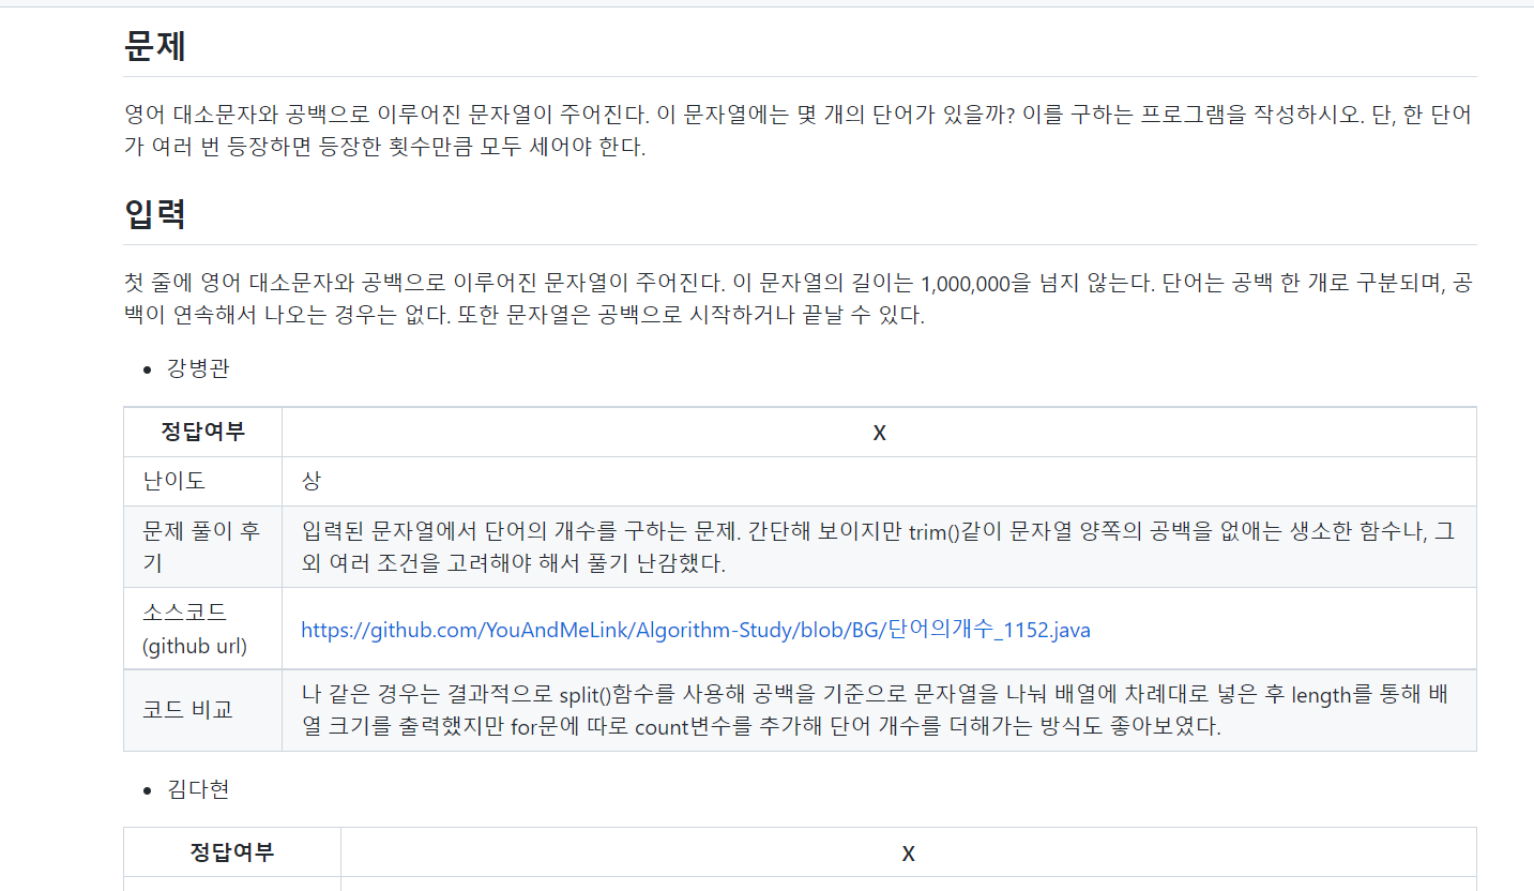 문제
영어 대소문자와 공백으로 이루어진 문자열이 주어진다. 이 문자열에는 몇 개의 단어가 있을까? 이를 구하는 프로그램을 작성하시오. 단, 한 단어
가 여러 번 등장하면 등장한 횟수만큼 모두 세어야 한다.
입력
첫 줄에 영어 대소문자와 공백으로 이루어진 문자열이 주어진다. 이 문자열의 길이는 1,000,000을 넘지 않는다. 단어는 공백 한 개로 구분되며, 공
백이 연속해서 나오는 경우는 없다. 또한 문자열은 공백으로 시작하거나 끝날 수 있다.
• 강병관
정답여부 X
난이도 상
문제 풀이 후
기
입력된 문자열에서 단어의 개수를 구하는 문제. 간단해 보이지만 trim()같이 문자열 양쪽의 공백을 없애는 생소한 함수나, 그
외 여러 조건을 고려해야 해서 풀기 난감했다.
소스코드
(github url)
https://github.com/YouAndMeLink/Algorithm-Study/blob/BG/단어의개수_1152.java
코드 비교
나 같은 경우는 결과적으로 split()함수를 사용해 공백을 기준으로 문자열을 나눠 배열에 차례대로 넣은 후 length를 통해 배
열 크기를 출력했지만 for문에 따로 count변수를 추가해 단어 개수를 더해가는 방식도 좋아보였다.
• 김다현
정답여부 X